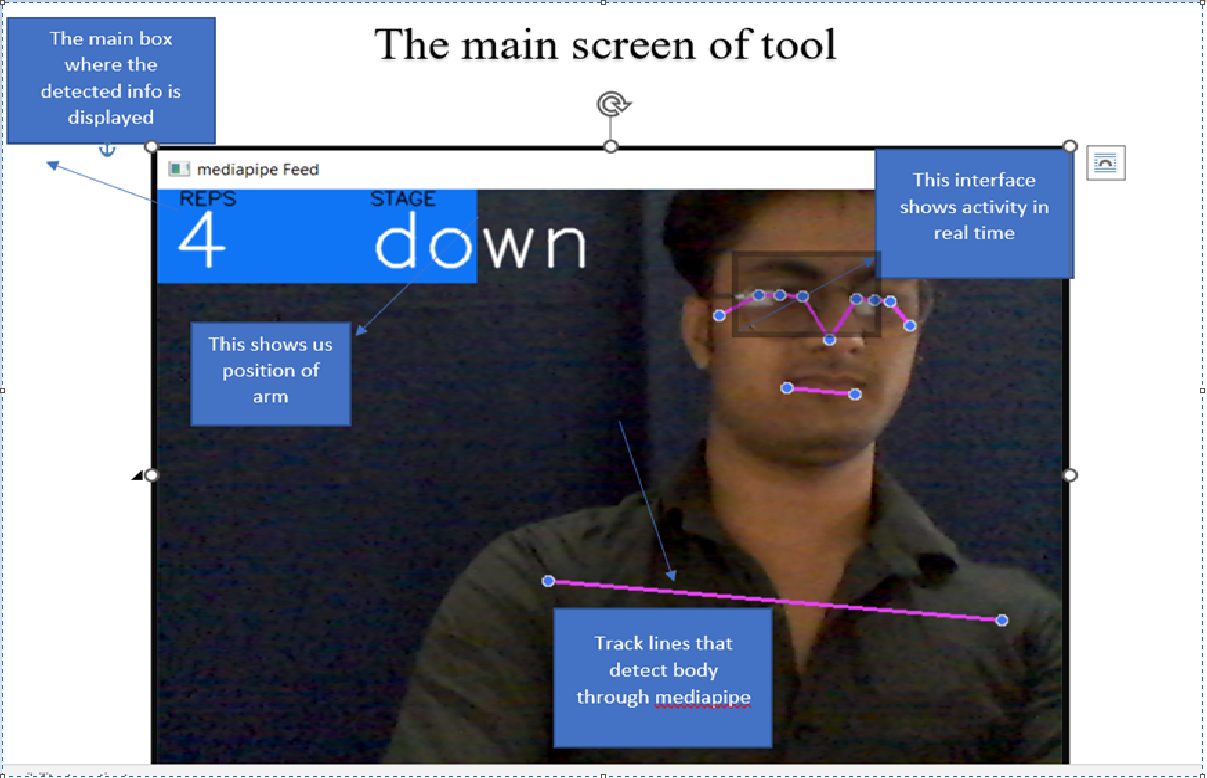 The main screen of tool
The main box
where the
detected info is
displayed
mediapipe Feed
REPS
STAGE
4
down
This interface
shows activity in
real time
This shows us
position of
arm
Track lines that
detect body
through mediapipe